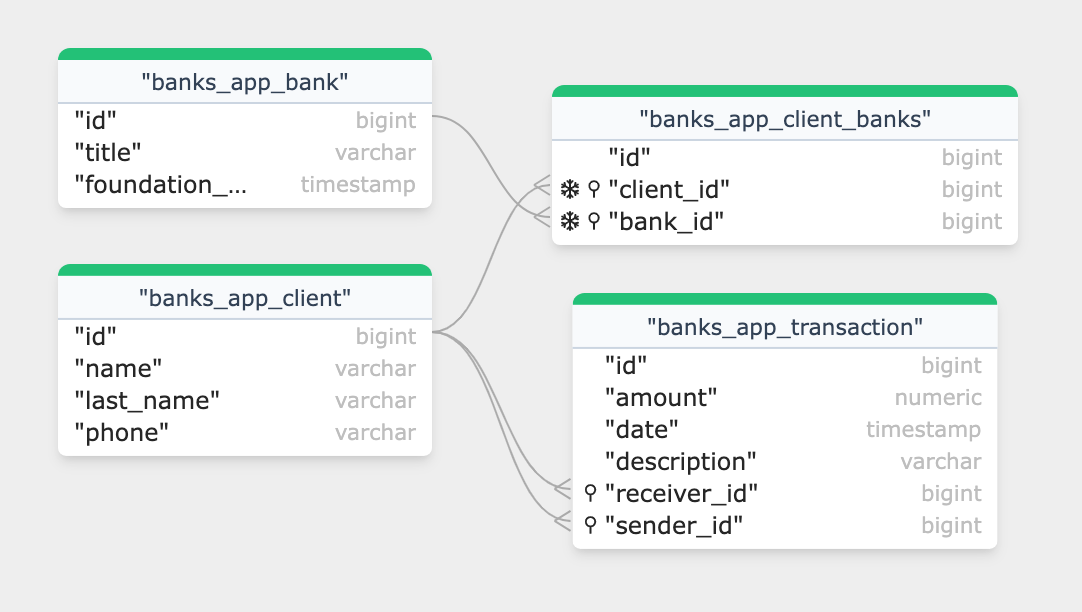 "banks_app_bank"
"id" bigint
"title" varchar
"foundation_... timestamp
"banks_app_client"
"id" bigint
"name" varchar
"last_name" varchar
"phone" varchar
"banks_app_client_banks"
"id" bigint
"client_id" bigint
"bank_id" bigint
"banks_app_transaction"
"id" bigint
"amount" numeric
"date" timestamp
"description" varchar
"receiver_id" bigint
"sender_id" bigint